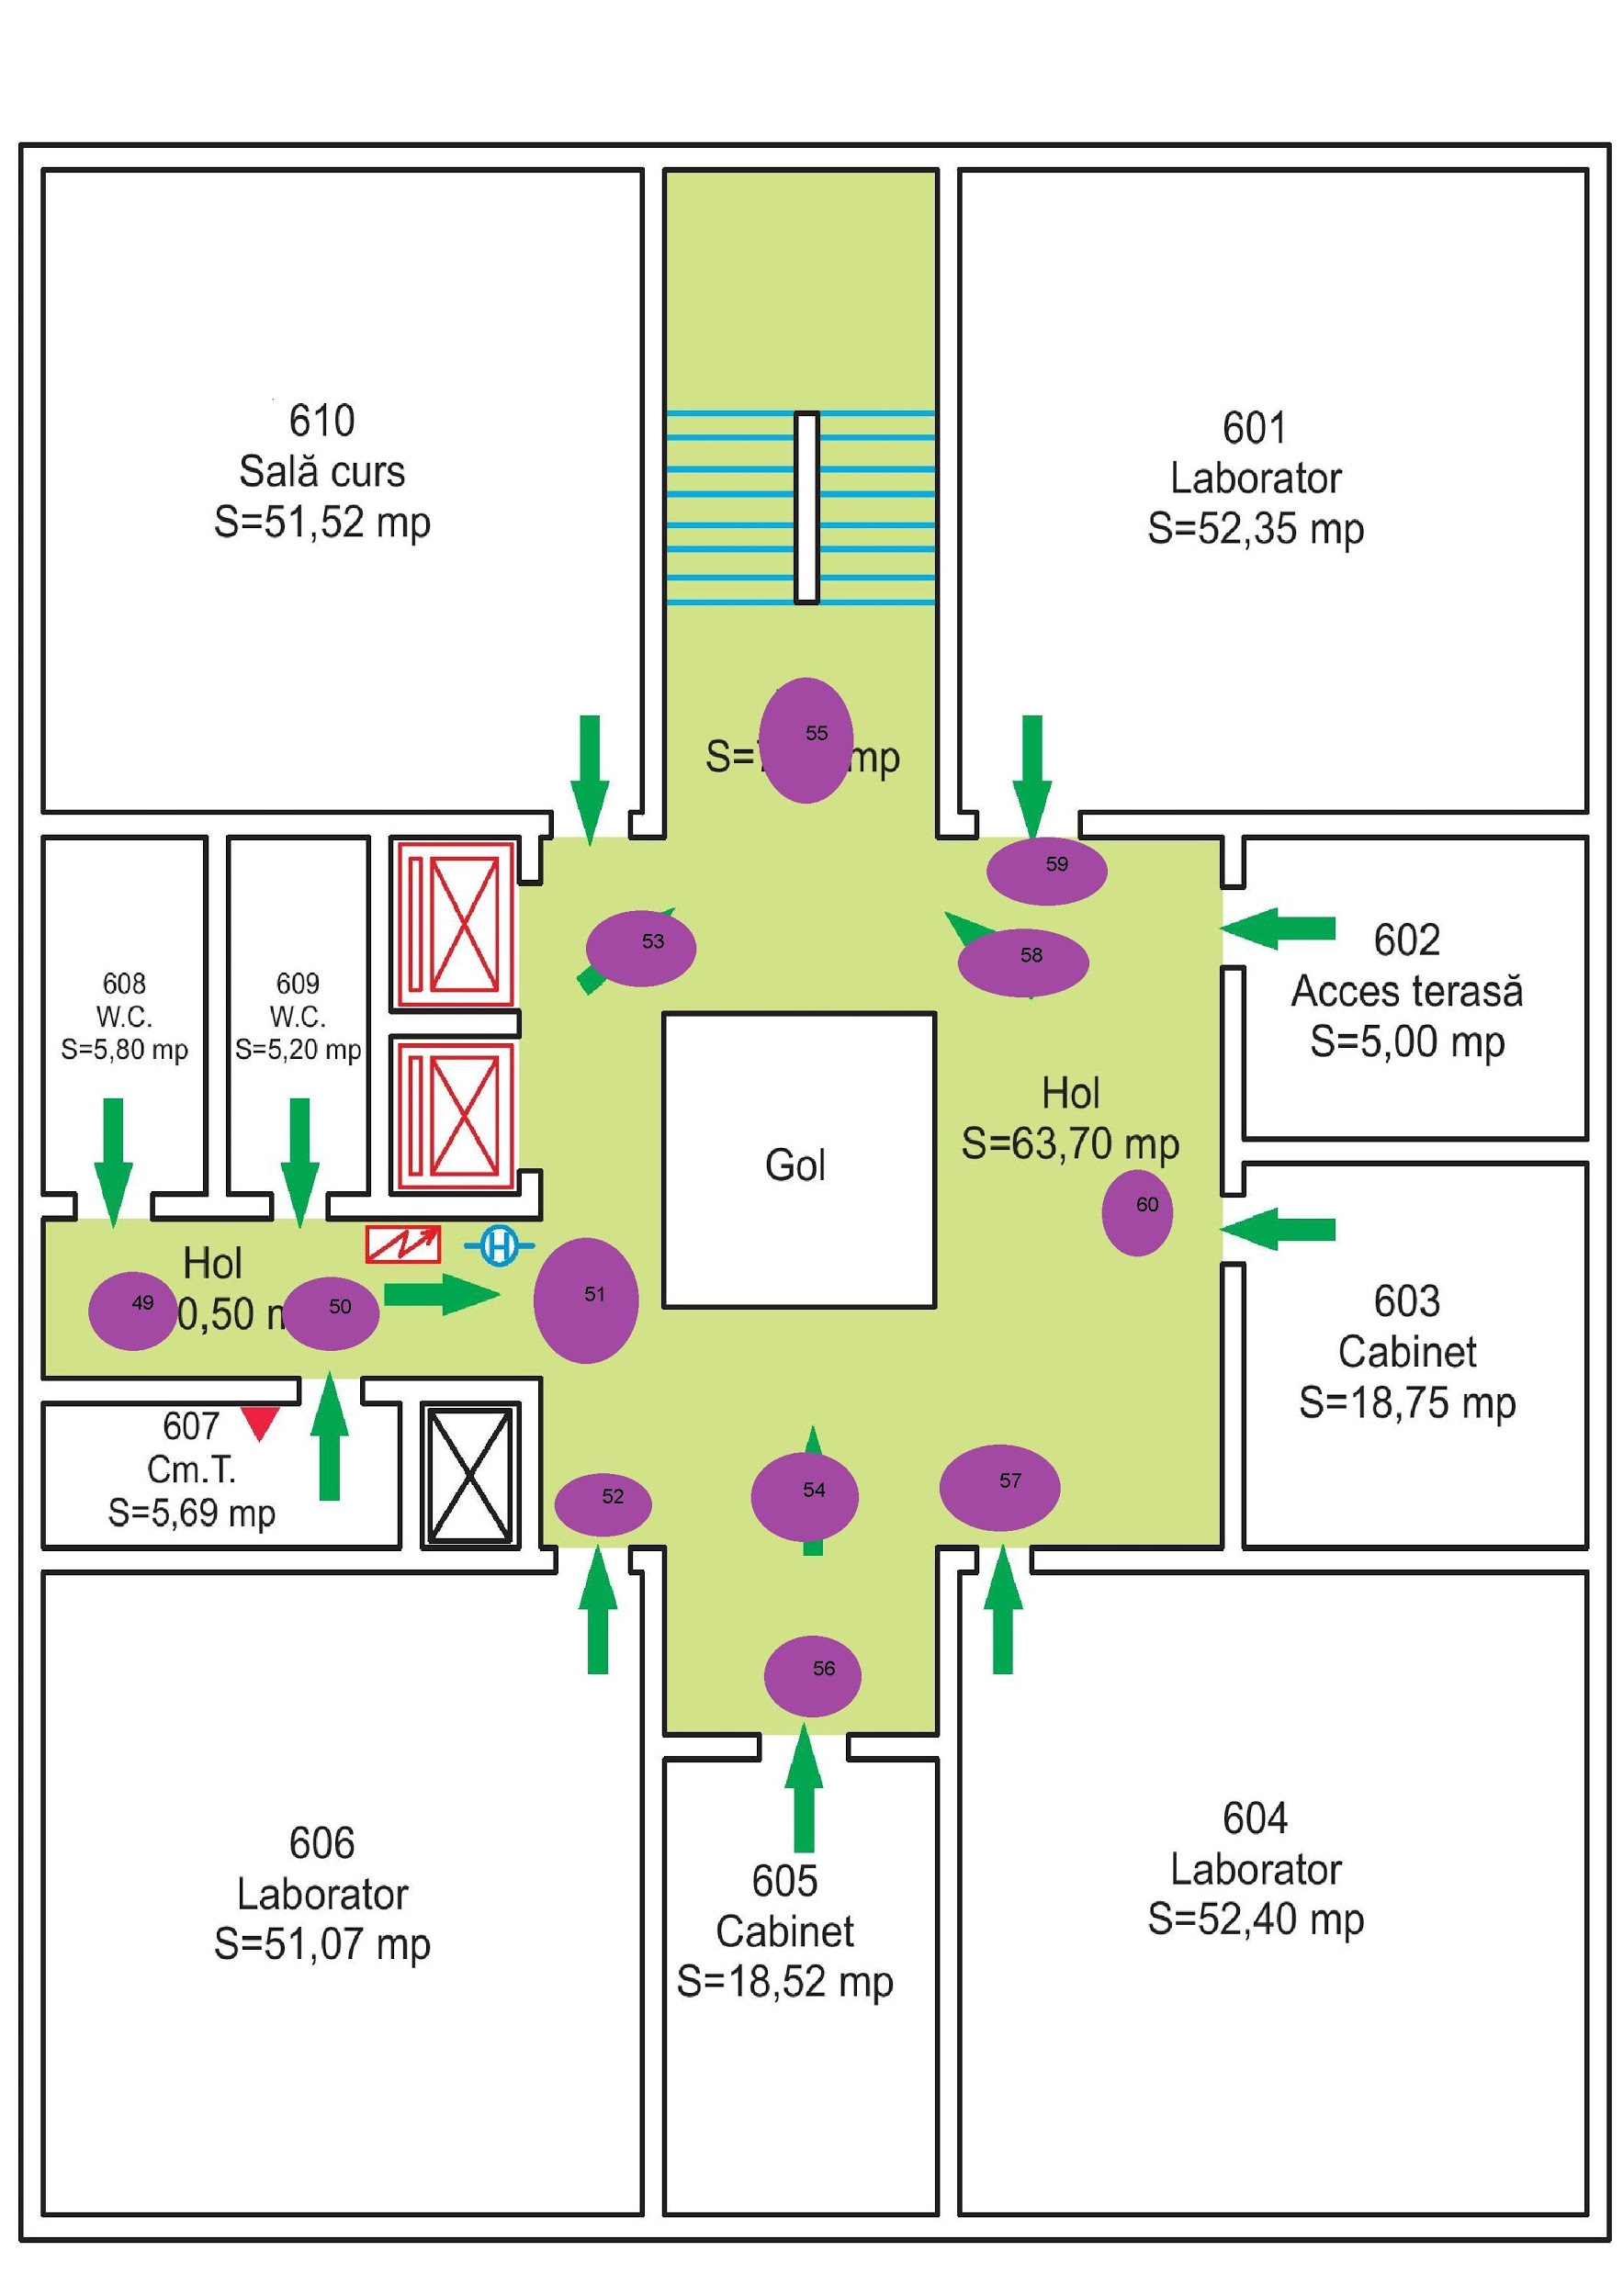 610
Sală curs
S=51,52 mp
601
Laborator
S=52,35 mp
55
S= mp
59
53
58
602
Acces terasă
S=5,00 mp
608
W.C.
S=5,80 mp
609
W.C.
S=5,20 mp
Hol
S=63,70 mp
Gol
60
Hol
0,50
49
50
H
51
603
Cabinet
S=18,75 mp
607
Cm.T.
S=5,69 mp
52
54
57
56
606
Laborator
S=51,07 mp
605
Cabinet
S=18,52 mp
604
Laborator
S=52,40 mp